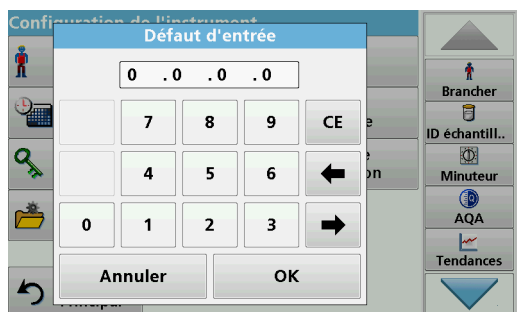 Configuration de l'instrument
Défaut d'entrée
0 .0 .0 .0
7 8 9 CE
4 5 6
0 1 2 3
Annuler OK
Principal
Brancher
ID échantill..
Minuteur
AQA
Tendances